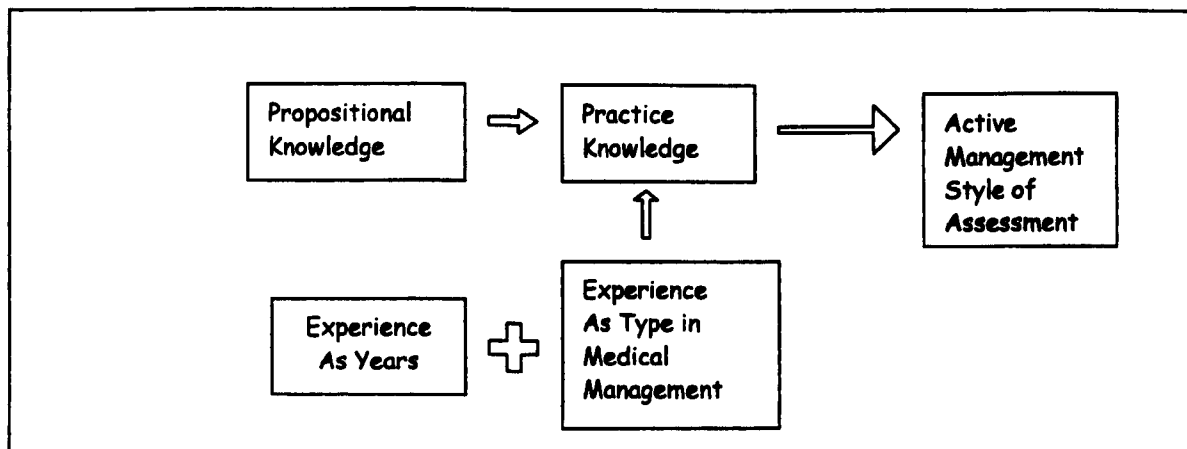 Propositional
Knowledge
Practice
Knowledge
Active
Management
Style of
Assessment
Experience
As Years
Experience
As Type in
Medical
Management